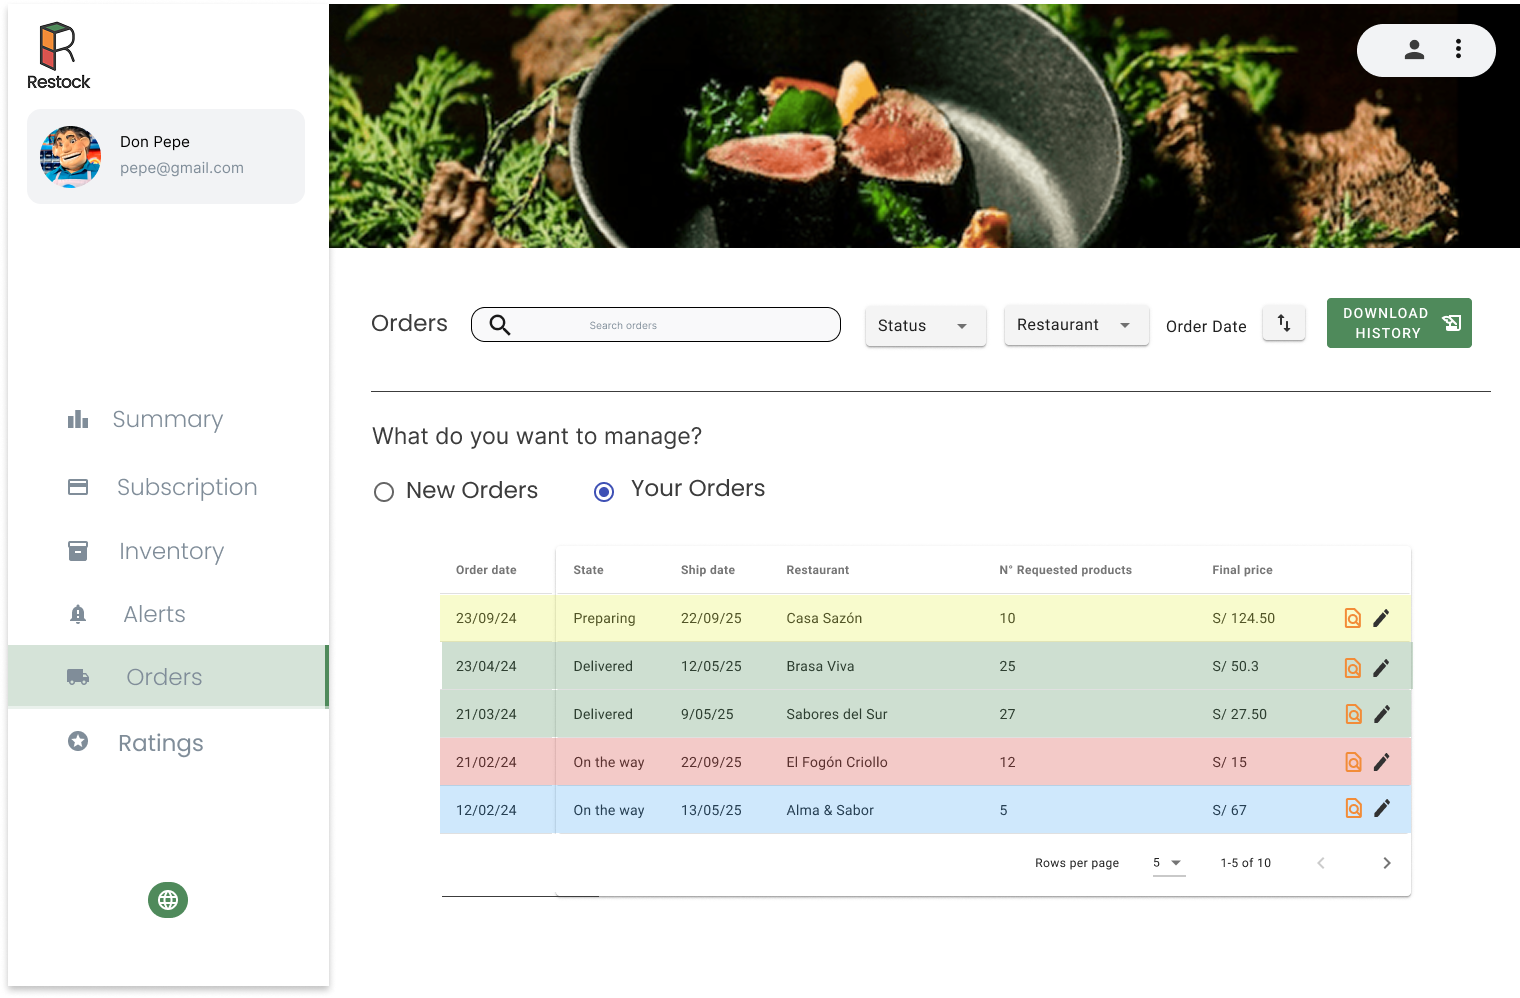 Restock
Don Pepe
pepe@gmail.com
Summary
Subscription
Inventory
Alerts
Orders
Ratings
Orders
Search orders
Status
Restaurant
Order Date
DOWNLOAD
HISTORY
What do you want to manage?
New Orders
Your Orders
Order date State Ship date Restaurant N° Requested products Final price
23/09/24 Preparing 22/09/25 Casa Sazón 10 S/ 124.50
23/04/24 Delivered 12/05/25 Brasa Viva 25 S/ 50.3
21/03/24 Delivered 9/05/25 Sabores del Sur 27 S/ 27.50
21/02/24 On the way 22/09/25 El Fogón Criollo 12 S/ 15
12/02/24 On the way 13/05/25 Alma & Sabor 5 S/ 67
Rows per page 5 1-5 of 10